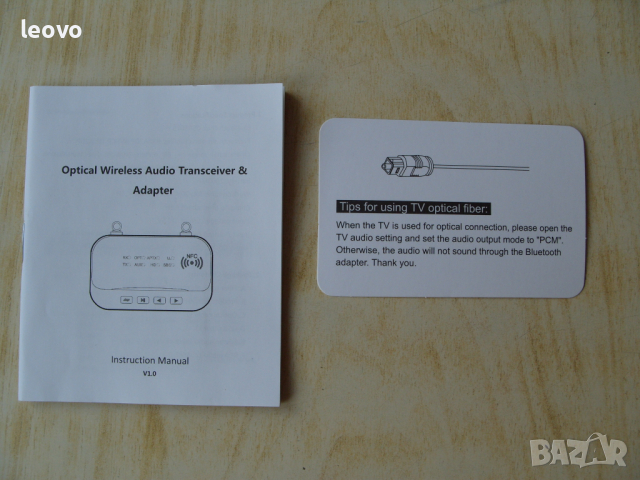 leovo
Optical Wireless Audio Transceiver &
Adapter
NFC
Instruction Manual
V1.0
Tips for using TV optical fiber:
When the TV is used for optical connection, please open the
TV audio setting and set the audio output mode to "PCM".
Otherwise, the audio will not sound through the Bluetooth
adapter. Thank you.
BAZAR